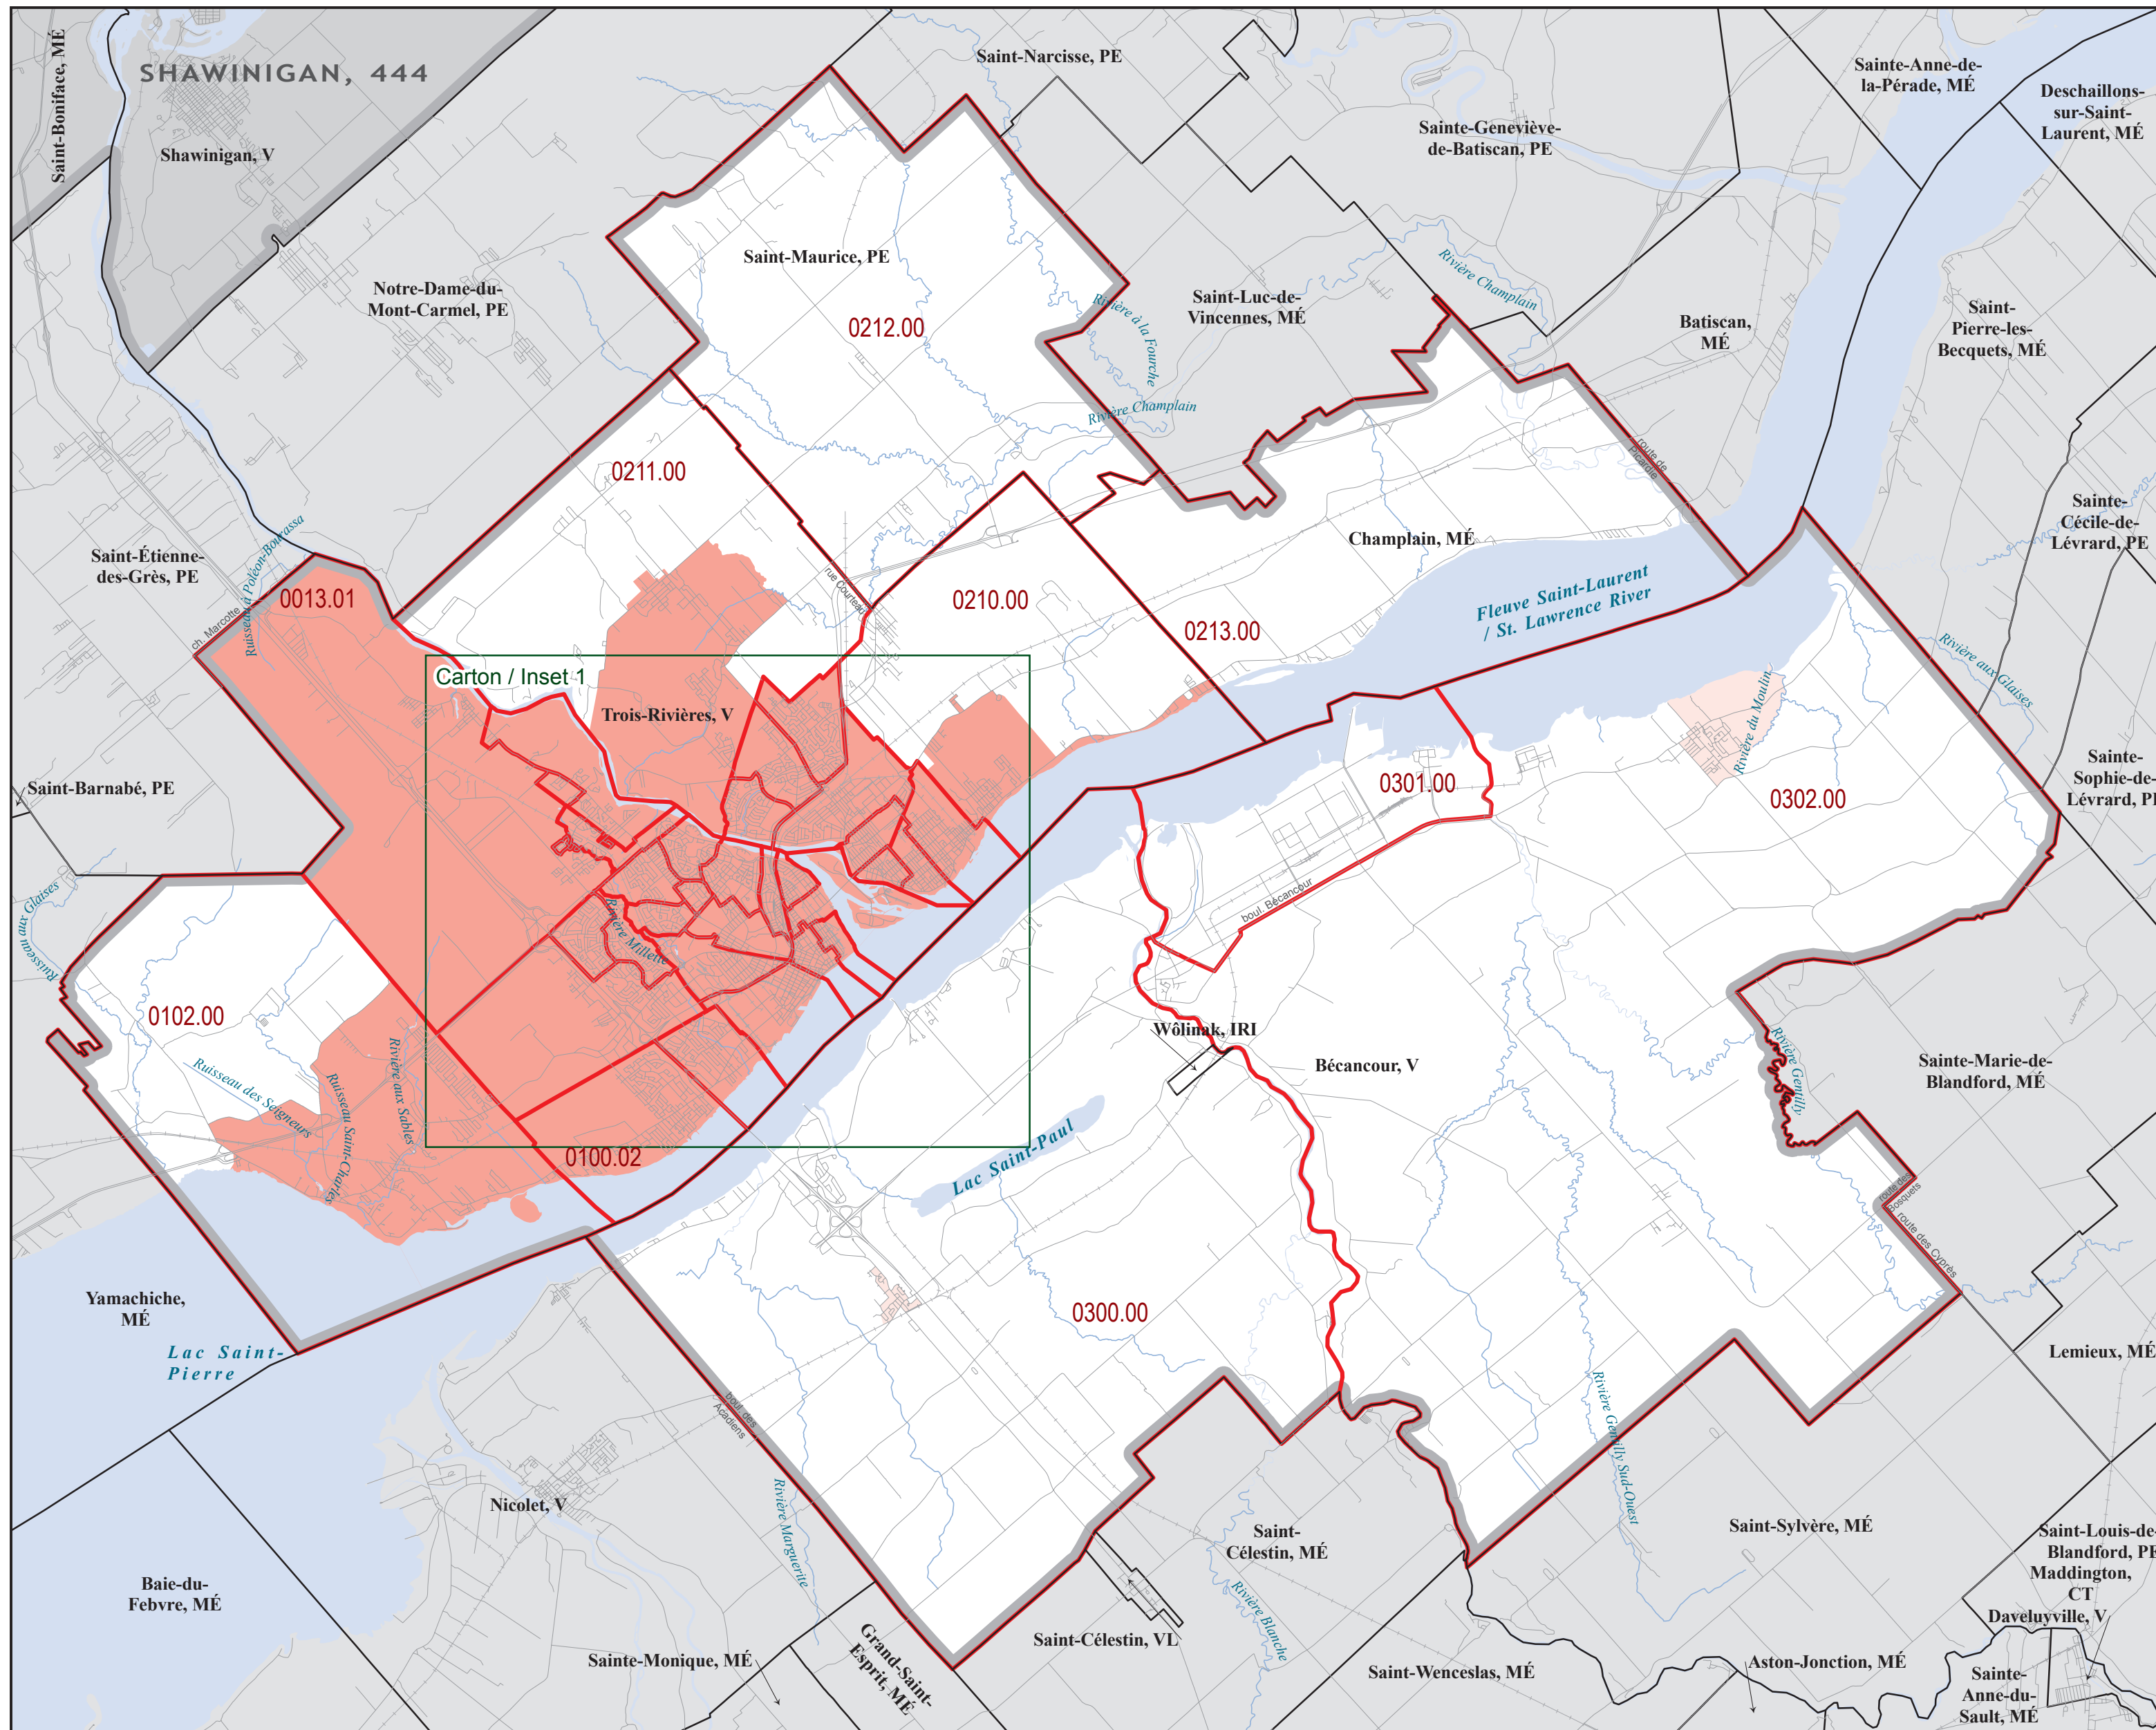 Saint-Boniface, MÉ
SHAWINIGAN, 444
Shawinigan, V
Saint-Narcisse, PE
Sainte-Geneviève-
de-Batiscan, PE
Sainte-Anne-de-
la-Pérade, MÉ
Deschaillons-
sur-Saint-
Laurent, MÉ
Notre-Dame-du-
Mont-Carmel, PE
Saint-Maurice, PE
0212.00
Rivière à la Fourche
Rivière Champlain
Saint-Luc-de-
Vincennes, MÉ
Rivière Champlain
Batiscan,
MÉ
Saint-
Pierre-les-
Becquets, MÉ
0211.00
route de
Picardie
Sainte-
Cécile-de-
Lévrard, PE
Champlain, MÉ
Saint-Étienne-
des-Grès, PE
Ruisseau à Poléon-Bourassa
ch. Marcotte
0013.01
rue Courteau
0210.00
0213.00
Fleuve Saint-Laurent
/ St. Lawrence River
Rivière aux Glaises
Carton / Inset 1
Trois-Rivières, V
Rivière du Moulin
Saint-Barnabé, PE
0301.00
0302.00
Sainte-
Sophie-de-
Lévrard, PE
Ruisseau aux Glaises
boul. Bécancour
Rivière Millette
0102.00
Wôlinak, IRI
Bécancour, V
Rivière Gentilly
Sainte-Marie-de-
Blandford, MÉ
Ruisseau des Seigneurs
Ruisseau Saint-Charles
Rivière aux Sables
0100.02
Lac Saint-Paul
route des
Bosquets
route des Cyprès
Yamachiche,
MÉ
Lac Saint-
Pierre
0300.00
Lemieux, MÉ
boul. des
Acadiens
Rivière Gentilly Sud-Ouest
Nicolet, V
Rivière Marguerite
Saint-
Célestin, MÉ
Rivière Blanche
Saint-Sylvère, MÉ
Saint-Louis-de-
Blandford, PE
Maddington,
CT
Daveluyville, V
Baie-du-
Febvre, MÉ
Sainte-Monique, MÉ
Grand-Saint-
Esprit, MÉ
Saint-Célestin, VL
Saint-Wenceslas, MÉ
Aston-Jonction, MÉ
Sainte-
Anne-du-
Sault, MÉ